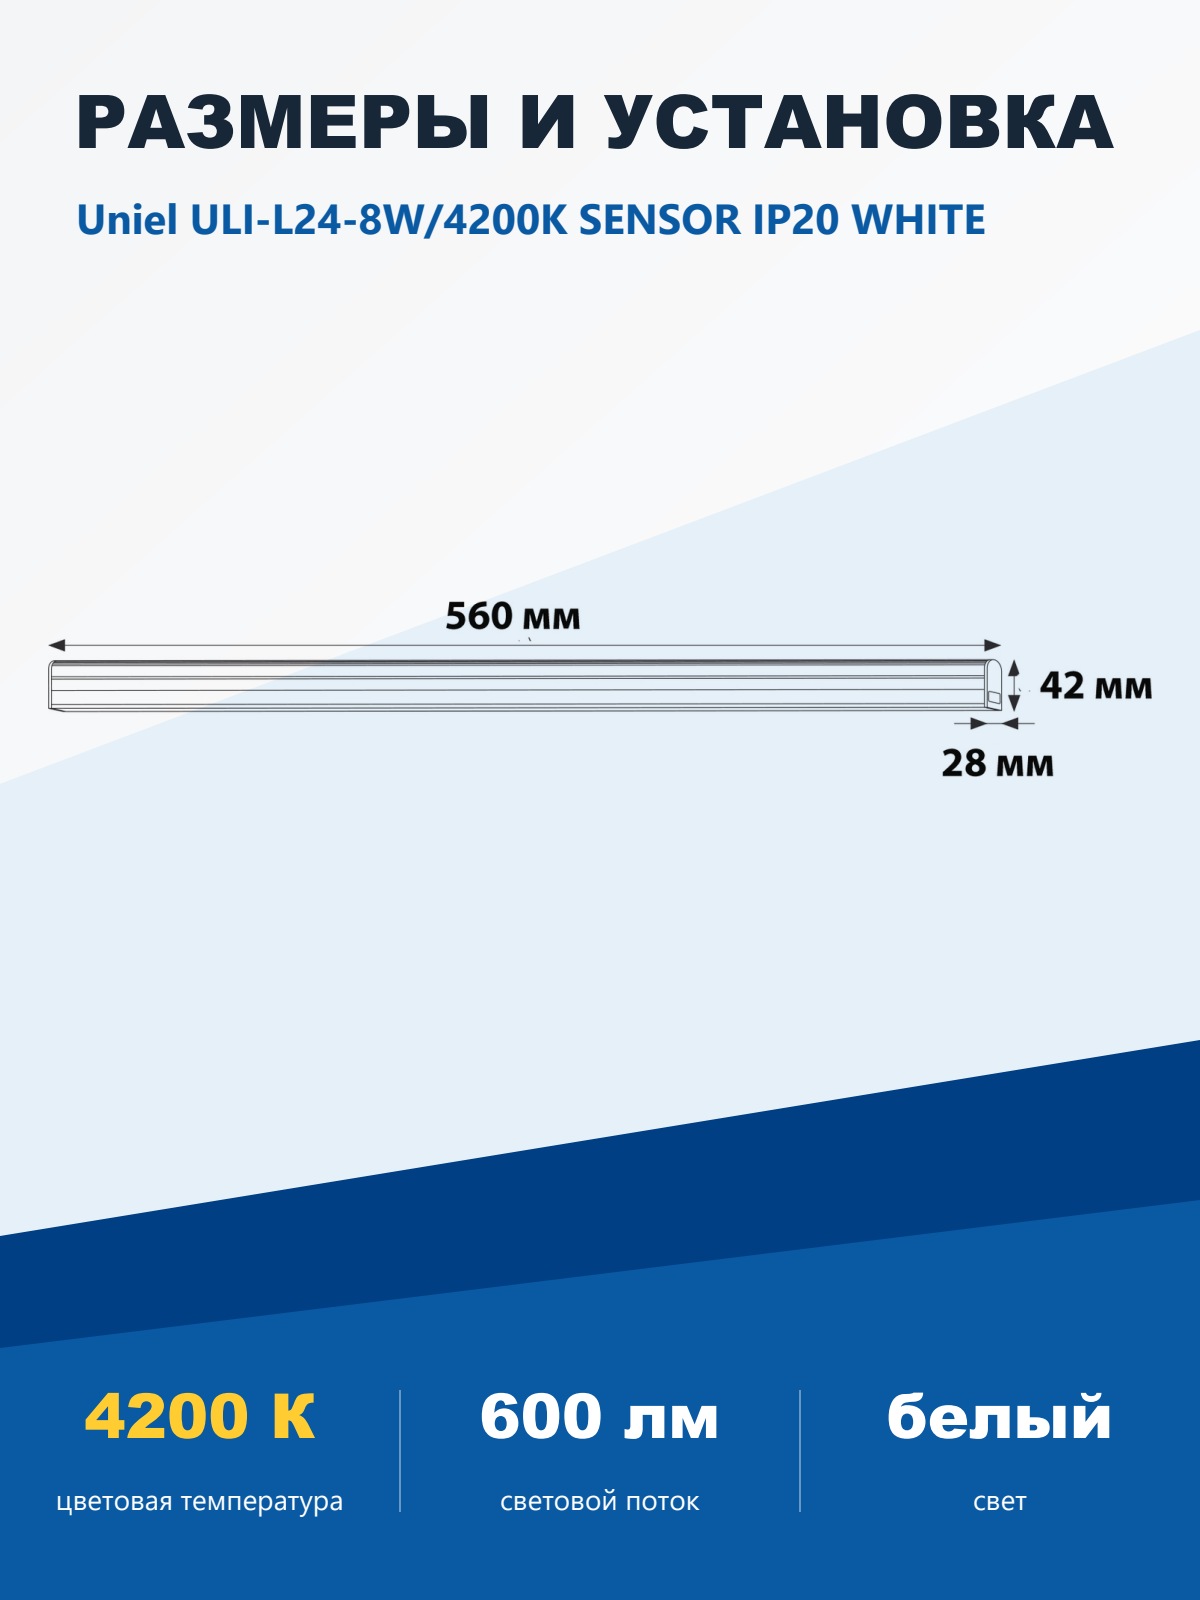 РАЗМЕРЫ И УСТАНОВКА
Uniel ULI-L24-8W/4200K SENSOR IP20 WHITE
560 мм
42 мм
28 мм
4200 К
600 лм
белый
цветовая температура
световой поток
свет